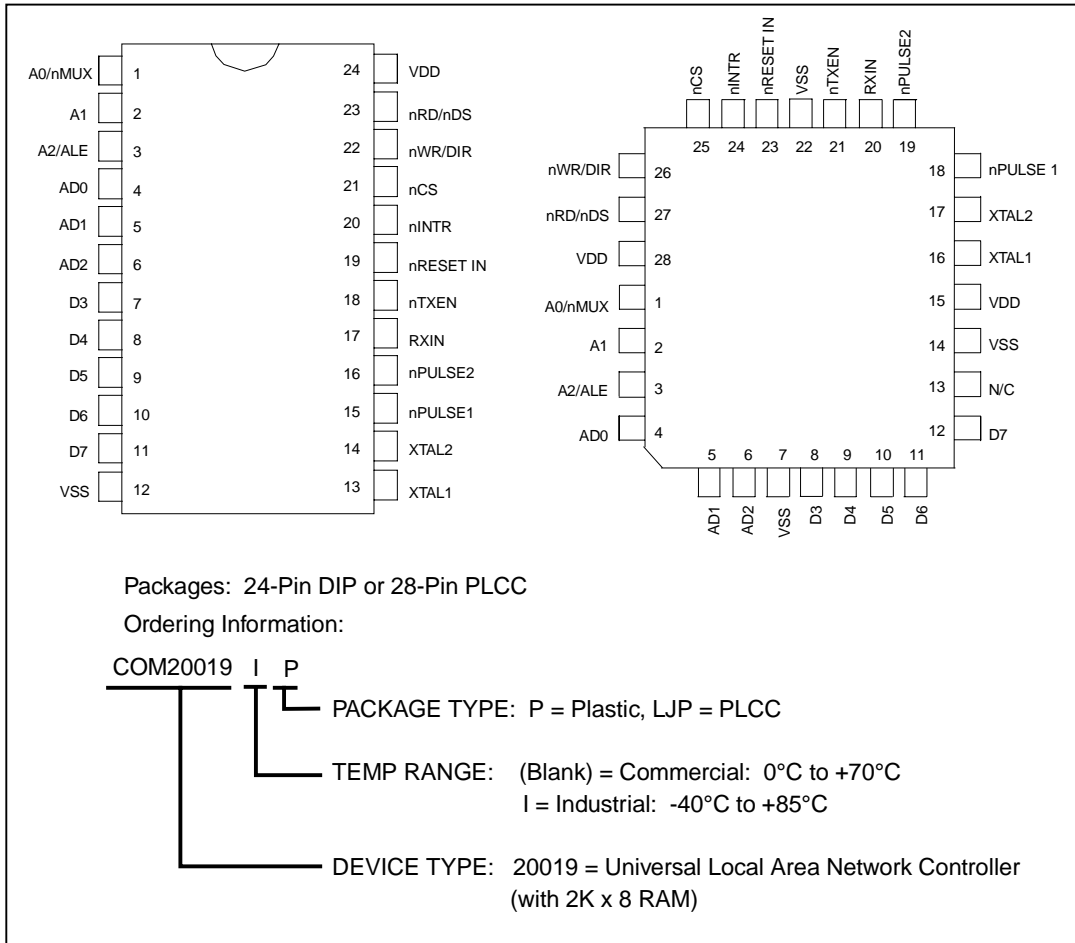 A0/nMUX 1 24 VDD
A1 2 23 nRD/nDS
A2/ALE 3 22 nWR/DIR
AD0 4 21 nCS
AD1 5 20 nINTR
AD2 6 19 nRESET IN
D3 7 18 nTXEN
D4 8 17 RXIN
D5 9 16 nPULSE2
D6 10 15 nPULSE1
D7 11 14 XTAL2
VSS 12 13 XTAL1
nCS nINTR nRESET IN VSS nTXEN RXIN nPULSE2
25 24 23 22 21 20 19
nWR/DIR 26 18 nPULSE 1
nRD/nDS 27 17 XTAL2
VDD 28 16 XTAL1
A0/nMUX 1 15 VDD
A1 2 14 VSS
A2/ALE 3 13 N/C
AD0 4 12 D7
5 6 7 8 9 10 11
AD1 AD2 VSS D3 D4 D5 D6
Packages: 24-Pin DIP or 28-Pin PLCC
Ordering Information:
COM20019 I P
PACKAGE TYPE: P = Plastic, LJP = PLCC
TEMP RANGE: (Blank) = Commercial: 0°C to +70°C
I = Industrial: -40°C to +85°C
DEVICE TYPE: 20019 = Universal Local Area Network Controller
(with 2K x 8 RAM)